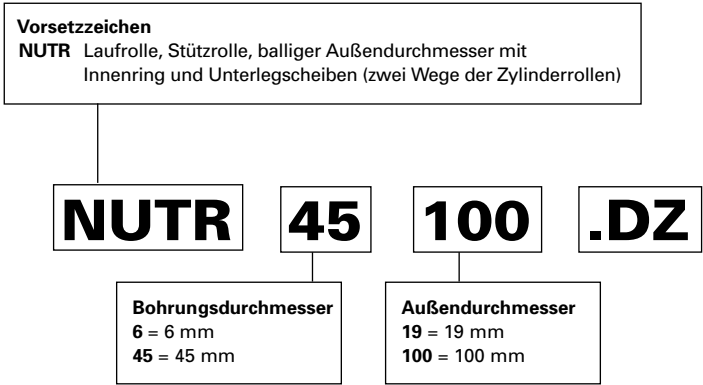 Vorsetzzeichen
NUTR Laufrolle, Stützrolle, balliger Außendurchmesser mit
Innenring und Unterlegscheiben (zwei Wege der Zylinderrollen)
NUTR 45 100 .DZ
Bohrungsdurchmesser
6 = 6 mm
45 = 45 mm
Außendurchmesser
19 = 19 mm
100 = 100 mm